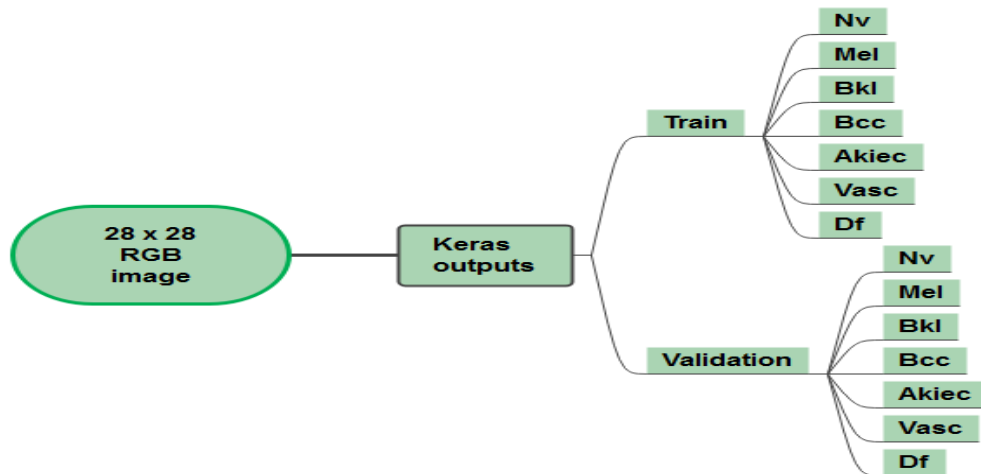 28 x 28
RGB
image
Keras
outputs
Train
Nv
Mel
Bkl
Bcc
Akiec
Vasc
Df
Validation
Nv
Mel
Bkl
Bcc
Akiec
Vasc
Df